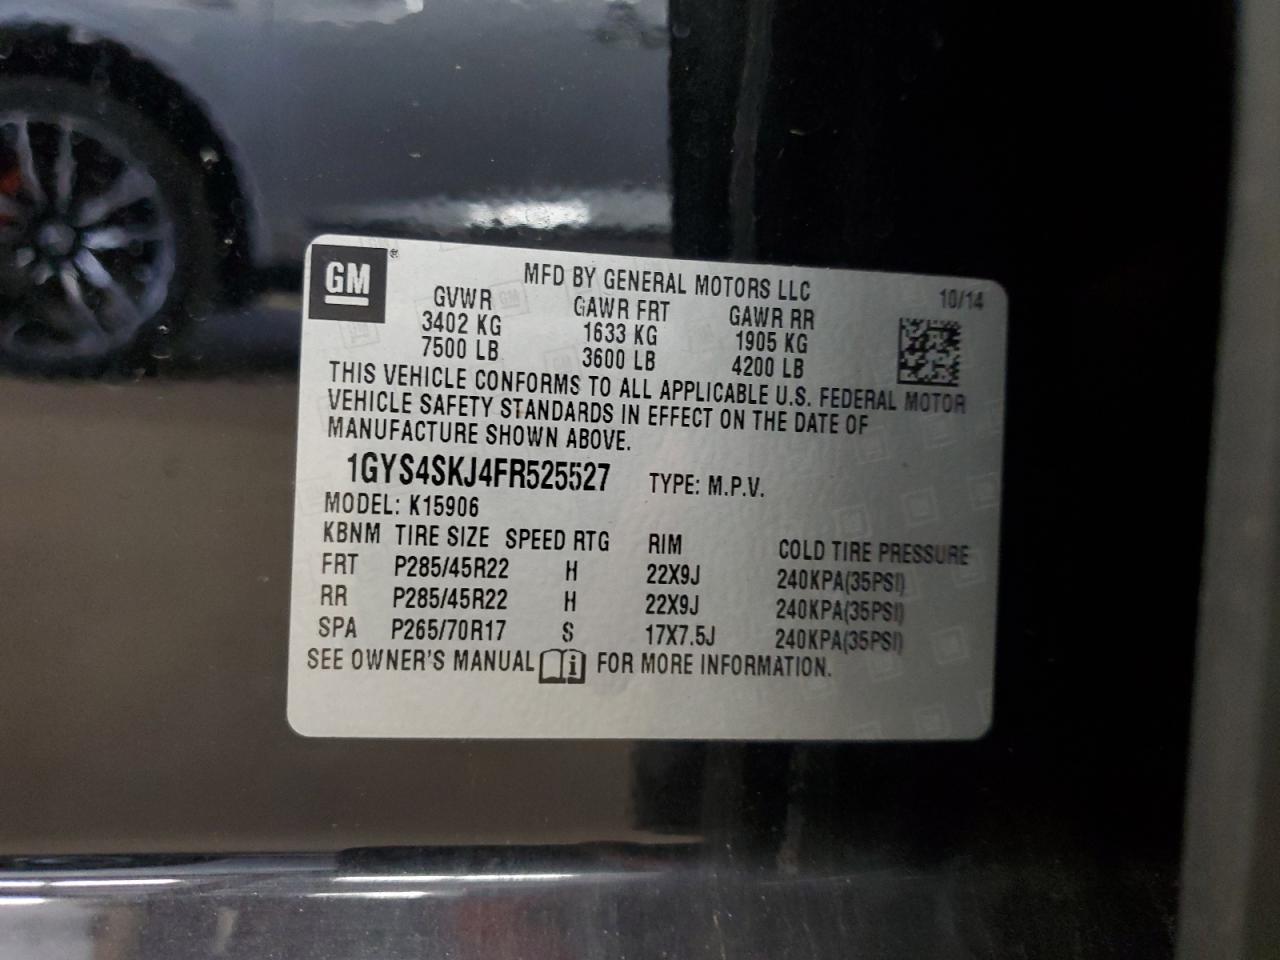 GM®
MFD BY GENERAL MOTORS LLC
10/14
GVWR GAWR FRT GAWR RR
3402 KG 1633 KG 1905 KG
7500 LB 3600 LB 4200 LB
THIS VEHICLE CONFORMS TO ALL APPLICABLE U.S. FEDERAL MOTOR
VEHICLE SAFETY STANDARDS IN EFFECT ON THE DATE OF
MANUFACTURE SHOWN ABOVE.
1GYS4SKJ4FR525527 TYPE: M.P.V.
MODEL: K15906
KBNM TIRE SIZE SPEED RTG RIM COLD TIRE PRESSURE
FRT P285/45R22 H 22X9J 240KPA(35PSI)
RR P285/45R22 H 22X9J 240KPA(35PSI)
SPA P265/70R17 S 17X7.5J 240KPA(35PSI)
SEE OWNER'S MANUAL FOR MORE INFORMATION.